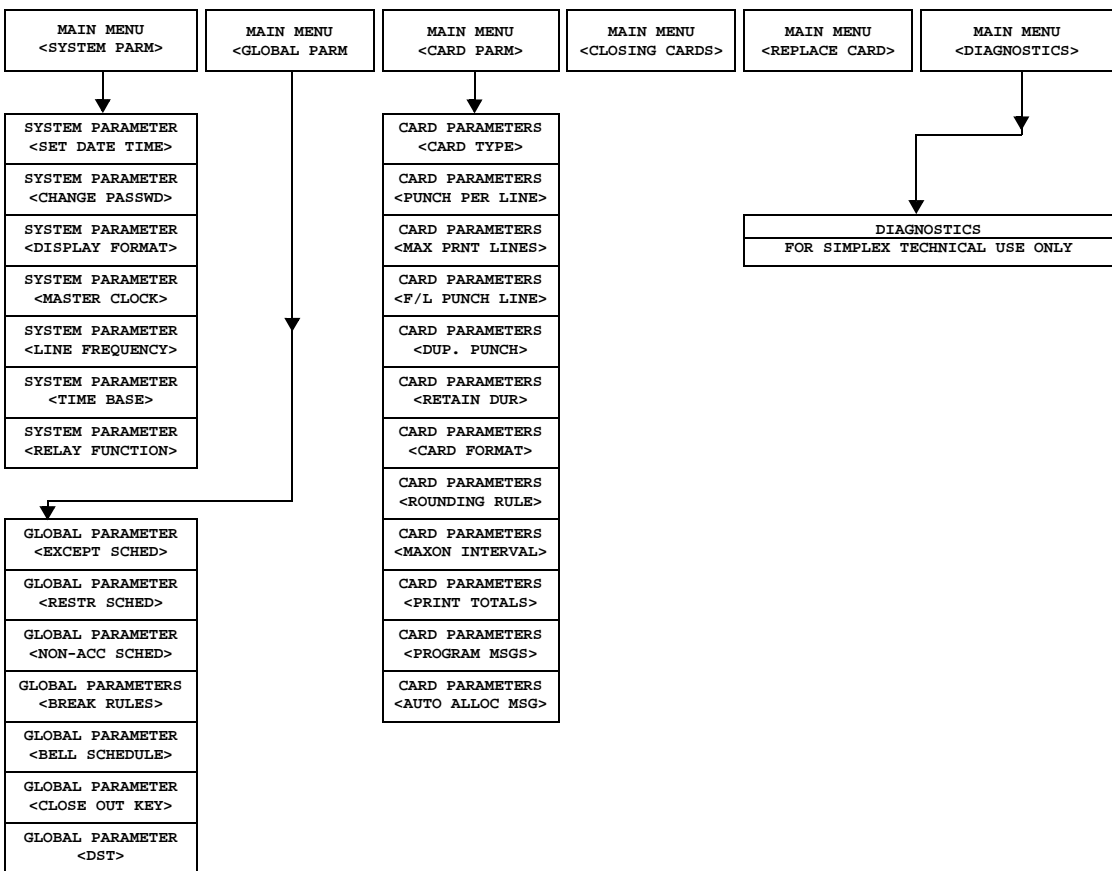 MAIN MENU
<SYSTEM PARM>
MAIN MENU
<GLOBAL PARM
MAIN MENU
<CARD PARM>
MAIN MENU
<CLOSING CARDS>
MAIN MENU
<REPLACE CARD>
MAIN MENU
<DIAGNOSTICS>
SYSTEM PARAMETER
<SET DATE TIME>
SYSTEM PARAMETER
<CHANGE PASSWD>
SYSTEM PARAMETER
<DISPLAY FORMAT>
SYSTEM PARAMETER
<MASTER CLOCK>
SYSTEM PARAMETER
<LINE FREQUENCY>
SYSTEM PARAMETER
<TIME BASE>
SYSTEM PARAMETER
<RELAY FUNCTION>
GLOBAL PARAMETER
<EXCEPT SCHED>
GLOBAL PARAMETER
<RESTR SCHED>
GLOBAL PARAMETER
<NON-ACC SCHED>
GLOBAL PARAMETERS
<BREAK RULES>
GLOBAL PARAMETER
<BELL SCHEDULE>
GLOBAL PARAMETER
<CLOSE OUT KEY>
GLOBAL PARAMETER
<DST>
CARD PARAMETERS
<CARD TYPE>
CARD PARAMETERS
<PUNCH PER LINE>
CARD PARAMETERS
<MAX PRNT LINES>
CARD PARAMETERS
<F/L PUNCH LINE>
CARD PARAMETERS
<DUP. PUNCH>
CARD PARAMETERS
<RETAIN DUR>
CARD PARAMETERS
<CARD FORMAT>
CARD PARAMETERS
<ROUNDING RULE>
CARD PARAMETERS
<MAXON INTERVAL>
CARD PARAMETERS
<PRINT TOTALS>
CARD PARAMETERS
<PROGRAM MSGS>
CARD PARAMETERS
<AUTO ALLOC MSG>
DIAGNOSTICS
FOR SIMPLEX TECHNICAL USE ONLY